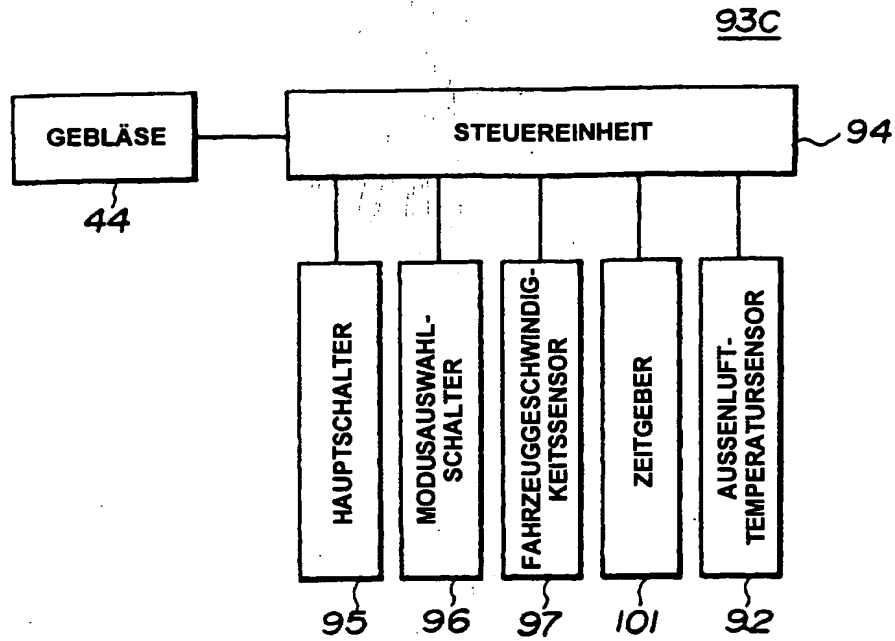 93C
GEBLÄSE
STEUEREINHEIT
94
44
HAUPTSCHALTER
MODUSAUSWAHL-
SCHALTER
FAHRZEUGGESCHWINDIG-
KEITSSENSOR
ZEITGEBER
AUSSENLUFT-
TEMPERATURSENSOR
95
96
97
101
92